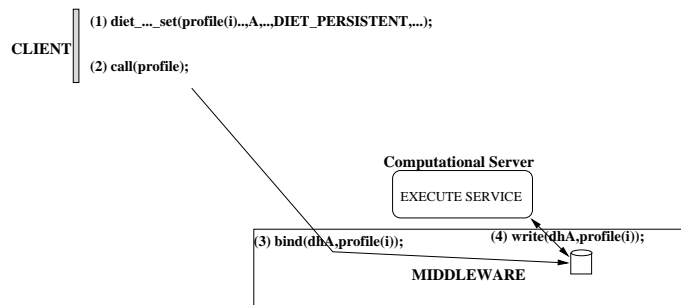 (1) diet_..._set(profile(i)..,A,..,DIET_PERSISTENT,...);
CLIENT
(2) call(profile);
Computational Server
EXECUTE SERVICE
(3) bind(dhA,profile(i));
(4) write(dhA,profile(i));
MIDDLEWARE